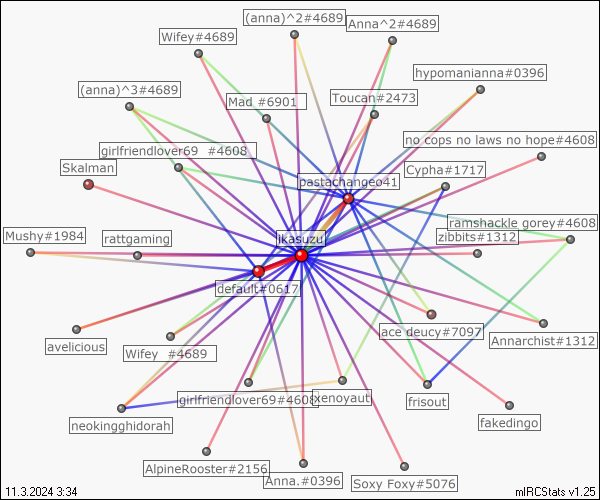 (anna)^2#4689
Anna^2#4689
Wifey#4689
hypomanianna#0396
(anna)^3#4689
Toucan#2473
Mad #6901
no cops no laws no hope#4608
girlfriendlover69 #4608
Skalman
Cypha#1717
pastachangeo41
ramshackle gorey#4608
Mushy#1984
rattgaming
ikasuzu
zibbits#1312
default#0617
ace deucy#7097
Annarchist#1312
avelicious
Wifey #4689
girlfriendlover69#4608
xenoyaut
frisout
fakedingo
neokingghidorah
AlpineRooster#2156
Anna.#0396
Soxy Foxy#5076
11.3.2024 3:34
mIRCStats v1.25